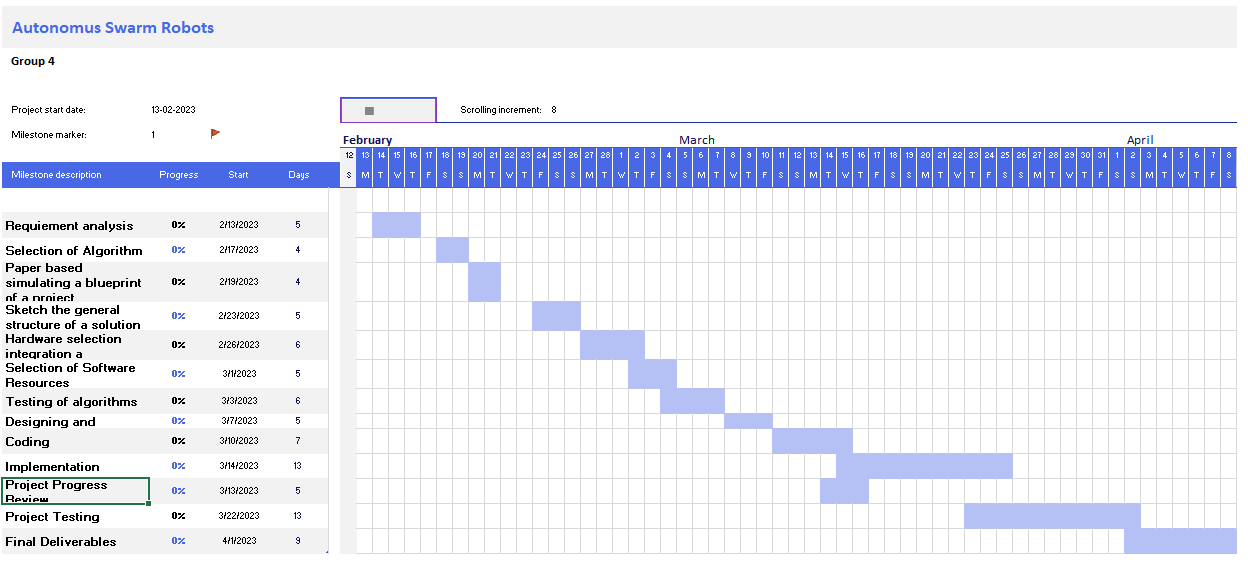 Autonomus Swarm Robots
Group 4
Project start date: 13-02-2023 Scrolling increment: 8
Milestone marker: 1
February March April
12 13 14 15 16 17 18 19 20 21 22 23 24 25 26 27 28 1 2 3 4 5 6 7 8 9 10 11 12 13 14 15 16 17 18 19 20 21 22 23 24 25 26 27 28 29 30 31 1 2 3 4 5 6 7 8
Milestone description Progress Start Days S M T W T F S S M T W T F S S M T W T F S S M T W T F S S M T W T F S S M T W T F S S M T W T F S S M T W T F S
Requiement analysis 0% 2/13/2023 5
Selection of Algorithm 0% 2/17/2023 4
Paper based
simulating a blueprint 0% 2/19/2023 4
of a project
Sketch the general 0% 2/23/2023 5
structure of a solution
Hardware selection 0% 2/26/2023 6
integration a
Selection of Software 0% 3/1/2023 5
Resources
Testing of algorithms 0% 3/3/2023 6
Designing and 0% 3/7/2023 5
Coding 0% 3/10/2023 7
Implementation 0% 3/14/2023 13
Project Progress 0% 3/13/2023 5
Review
Project Testing 0% 3/22/2023 13
Final Deliverables 0% 4/1/2023 9